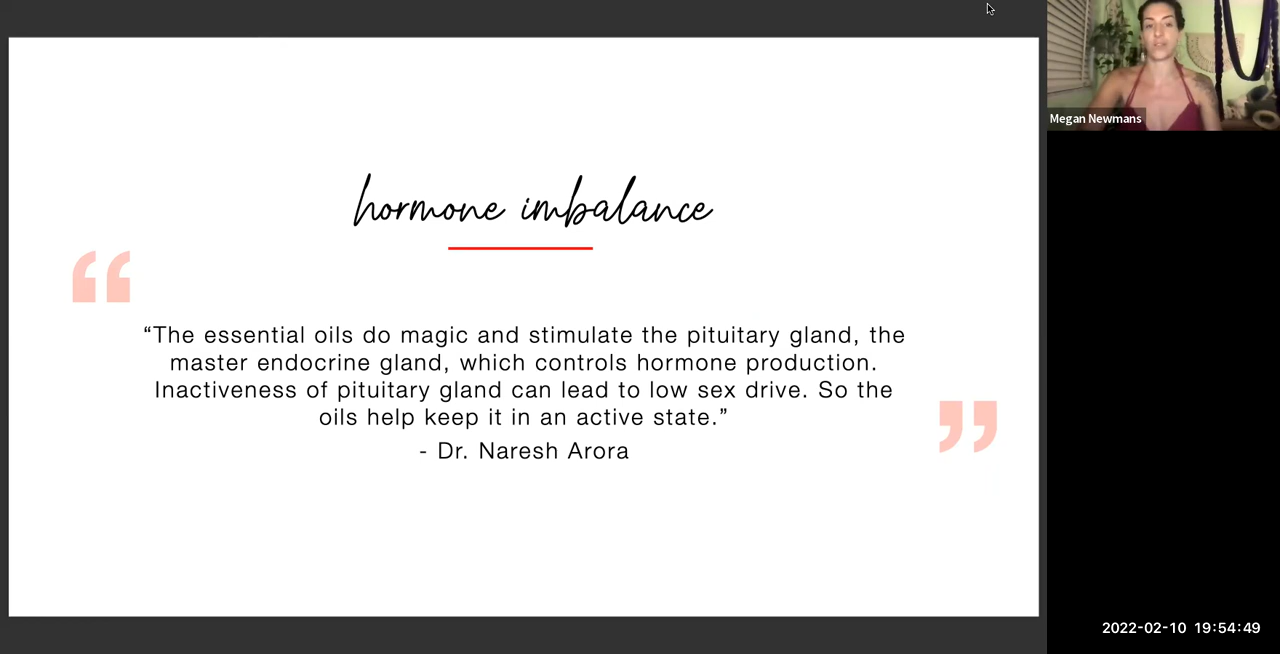 Megan Newmans
hormone imbalance
“The essential oils do magic and stimulate the pituitary gland, the
master endocrine gland, which controls hormone production.
Inactiveness of pituitary gland can lead to low sex drive. So the
oils help keep it in an active state.”
- Dr. Naresh Arora
2022-02-10 19:54:49